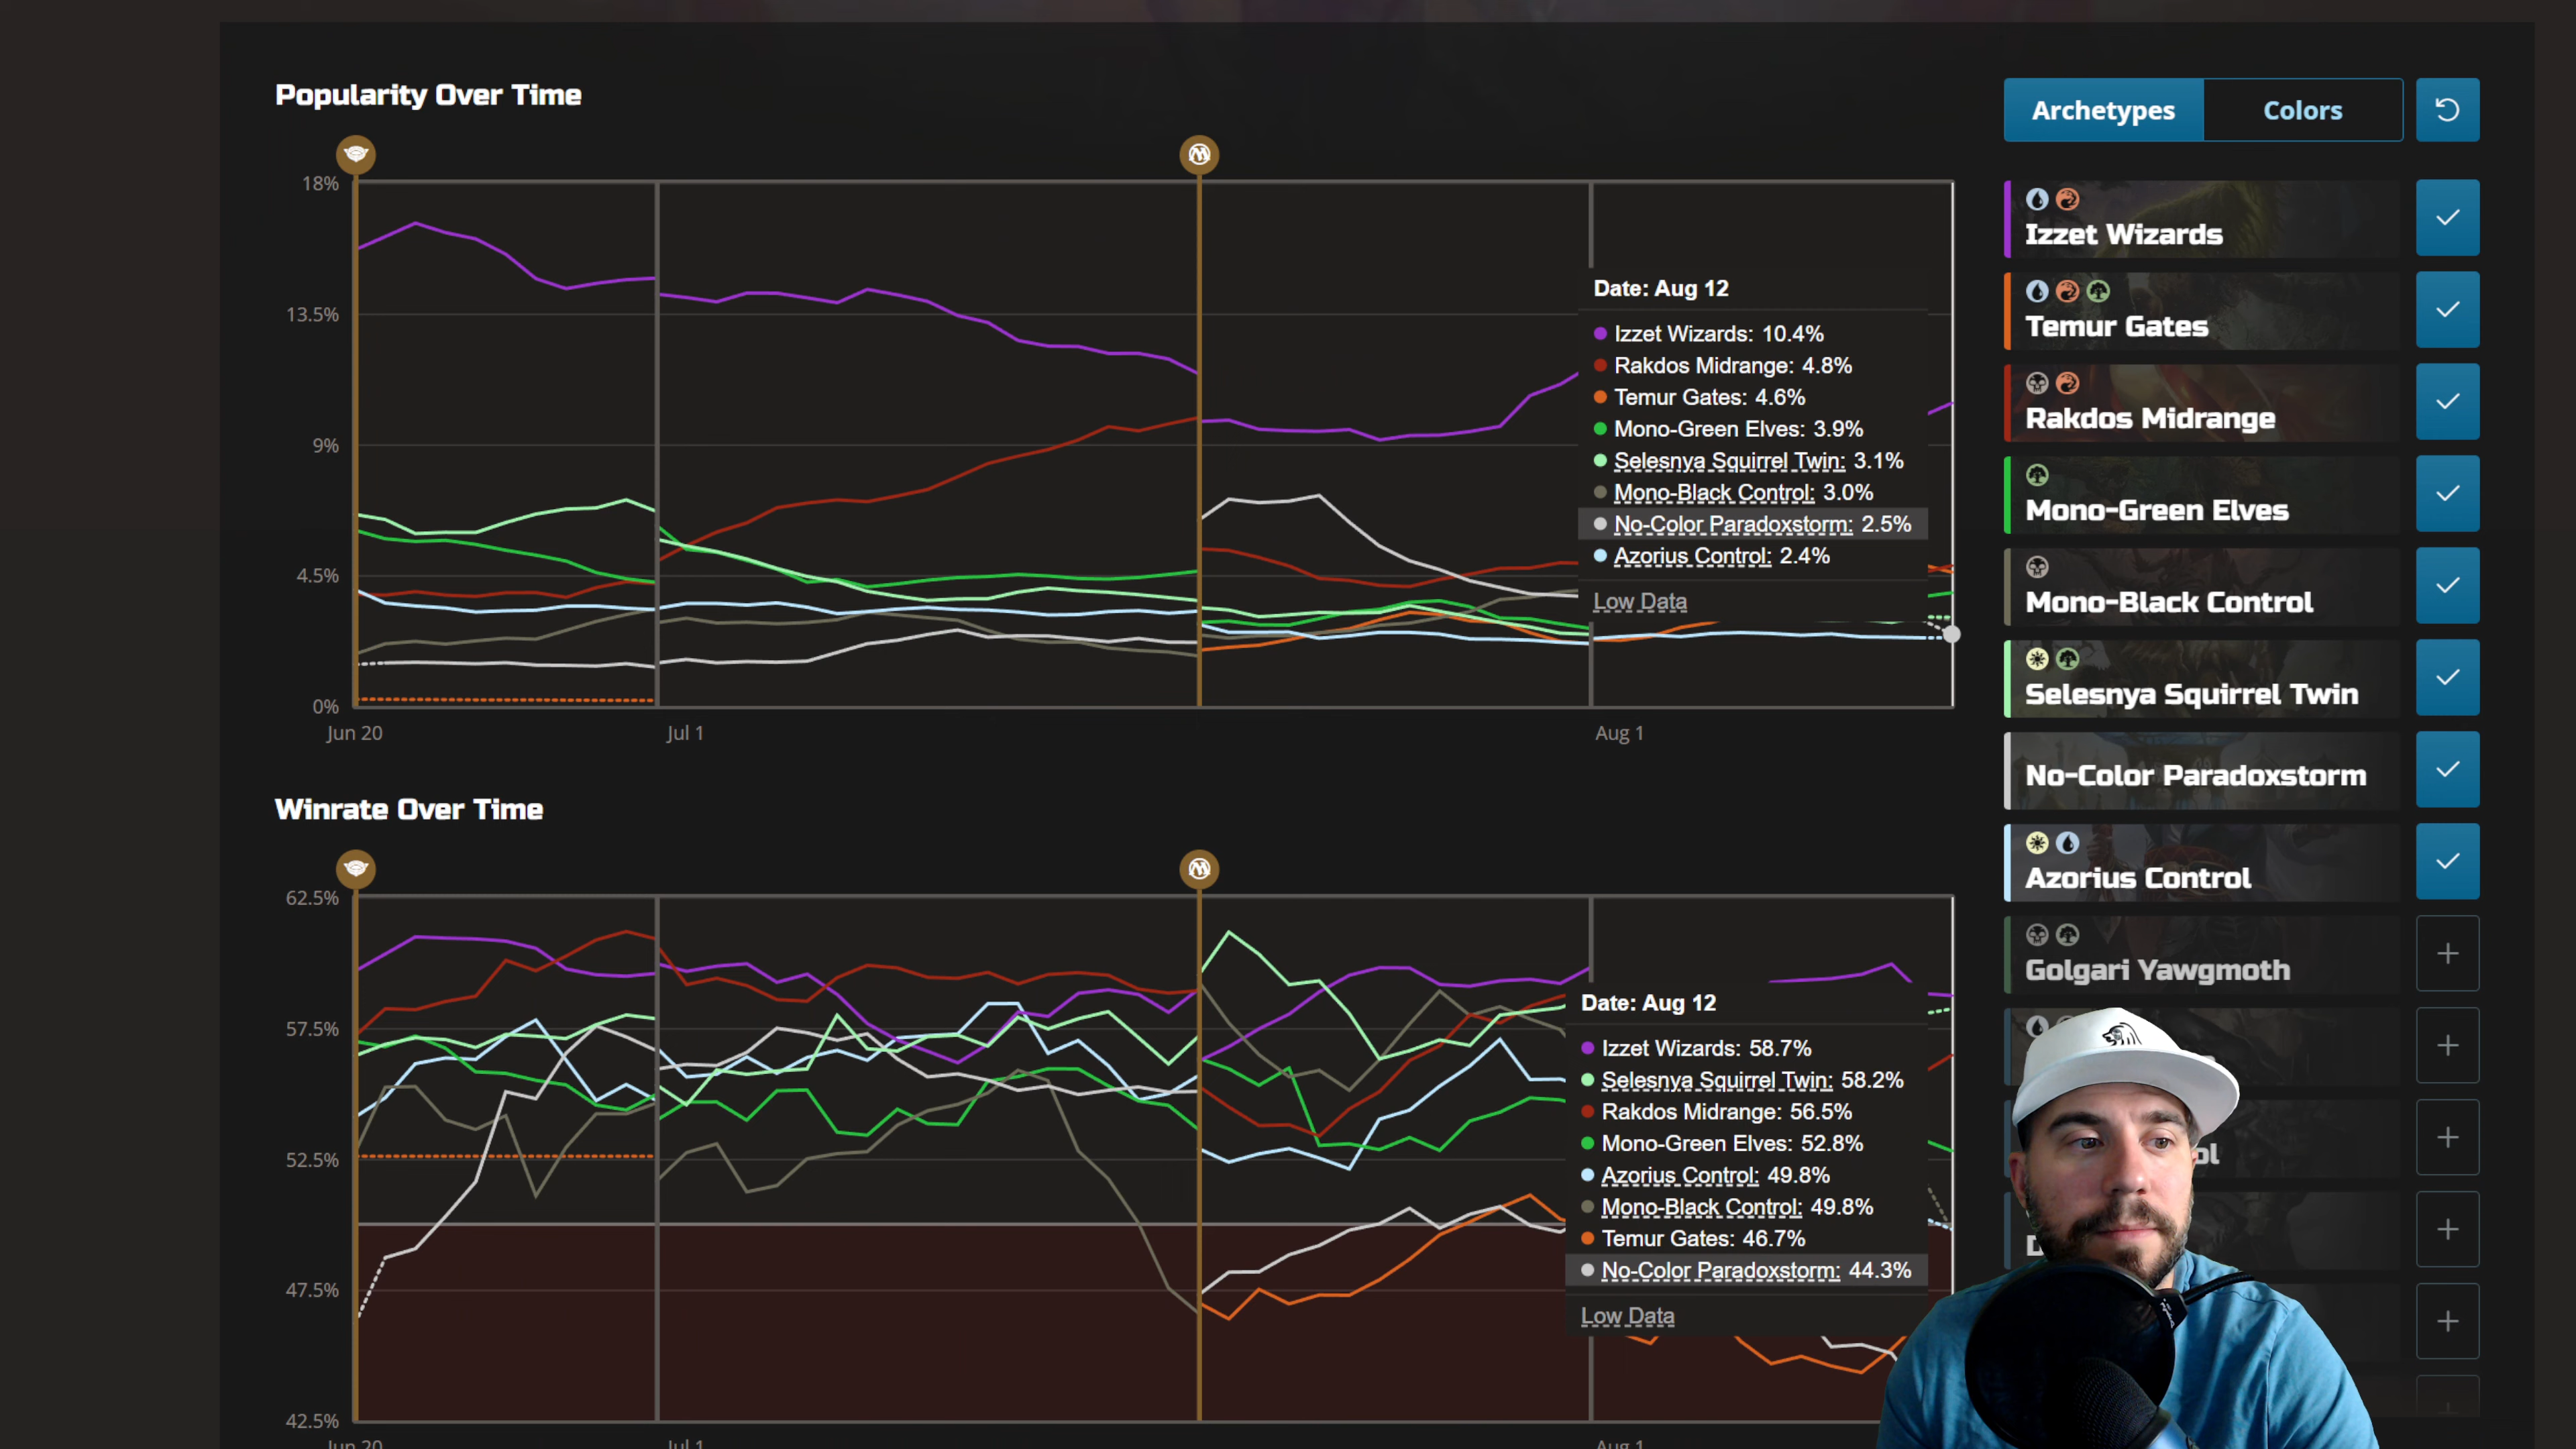 Popularity Over Time
Archetypes
Colors
18%
13.5%
9%
4.5%
0%
Jun 20
Jul 1
Aug 1
Date: Aug 12
Izzet Wizards: 10.4%
Rakdos Midrange: 4.8%
Temur Gates: 4.6%
Mono-Green Elves: 3.9%
Selesnya Squirrel Twin: 3.1%
Mono-Black Control: 3.0%
No-Color Paradoxstorm: 2.5%
Azorius Control: 2.4%
Low Data
Izzet Wizards
Temur Gates
Rakdos Midrange
Mono-Green Elves
Mono-Black Control
Selesnya Squirrel Twin
No-Color Paradoxstorm
Azorius Control
Golgari Yawgmoth
Winrate Over Time
62.5%
57.5%
52.5%
47.5%
42.5%
Jun 20
Jul 1
Aug 1
Date: Aug 12
Izzet Wizards: 58.7%
Selesnya Squirrel Twin: 58.2%
Rakdos Midrange: 56.5%
Mono-Green Elves: 52.8%
Azorius Control: 49.8%
Mono-Black Control: 49.8%
Temur Gates: 46.7%
No-Color Paradoxstorm: 44.3%
Low Data